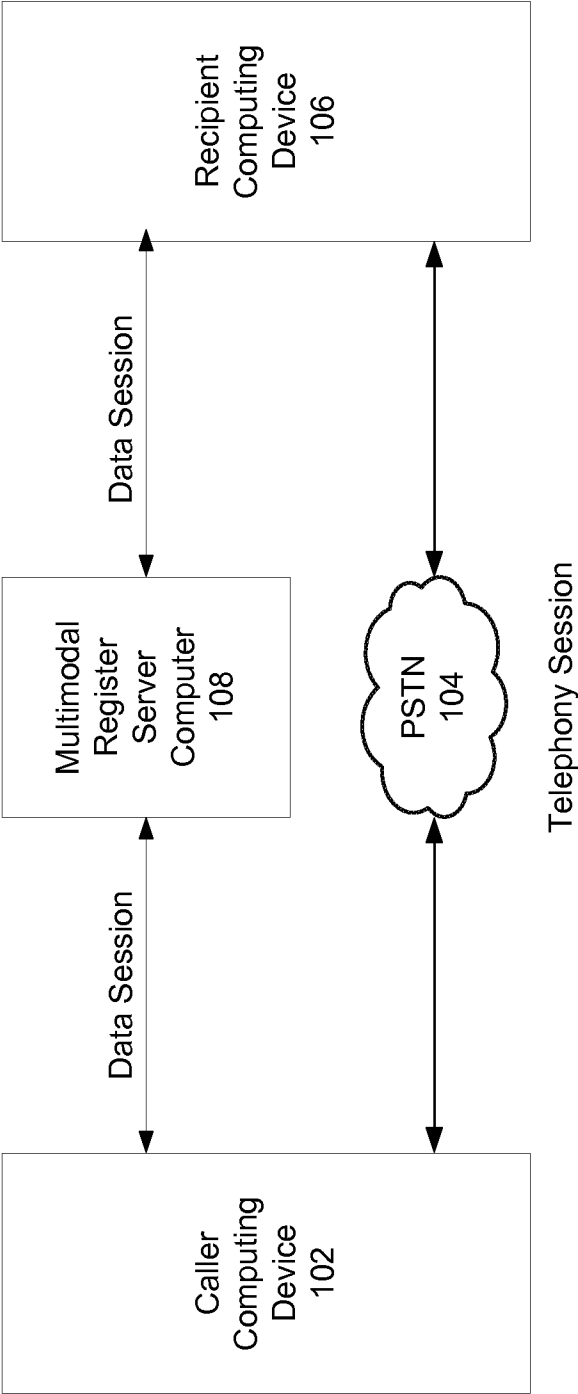 Caller
Computing
Device
102
Data Session
Multimodal
Register
Server
Computer
108
Data Session
Recipient
Computing
Device
106
PSTN
104
Telephony Session